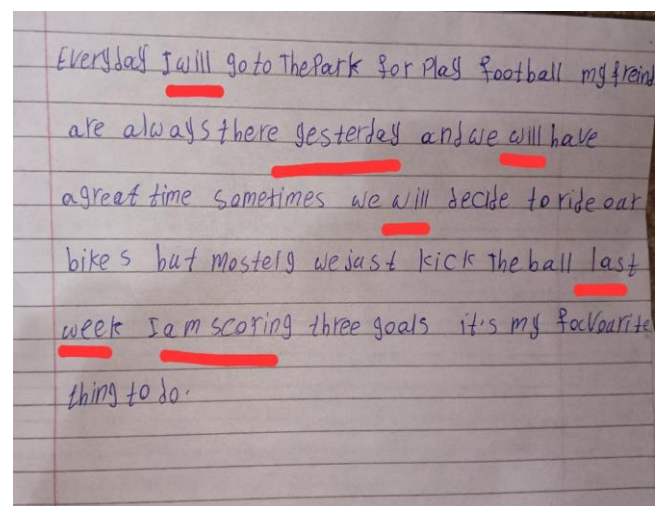 Everyday I will go to The Park for Play football my freind
are always there yesterday and we will have
a great time sometimes we will decide to ride our
bikes but mostely we just kick The ball last
week I am scoring three goals it's my focvourite
thing to do.